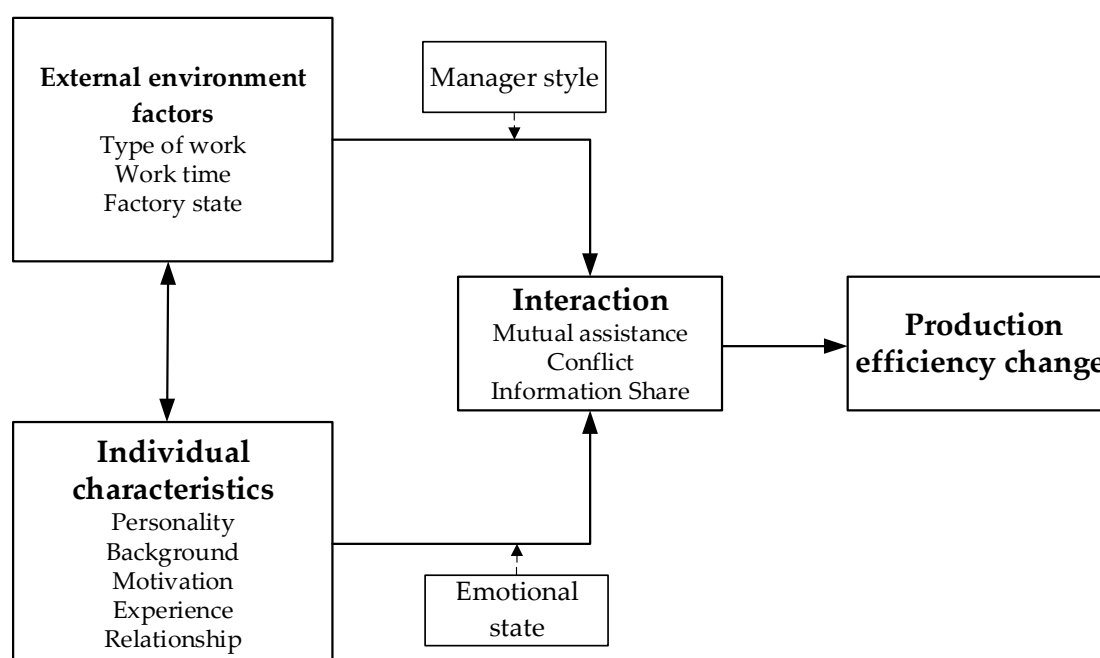 External environment
factors
Type of work
Work time
Factory state
Manager style
Interaction
Mutual assistance
Conflict
Information Share
Production
efficiency change
Individual
characteristics
Personality
Background
Motivation
Experience
Relationship
Emotional
state